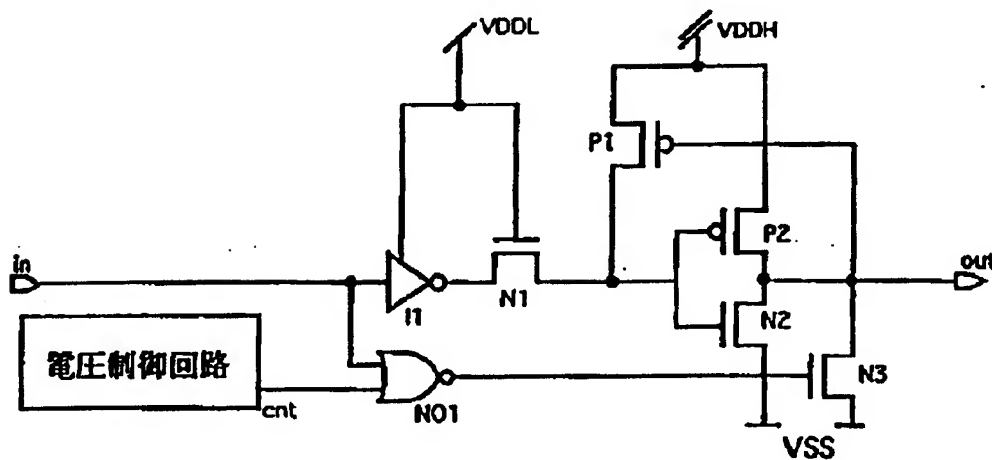 VDDL
VDDH
P1
P2
in
out
N1
I1
N2
電圧制御回路
N3
cnt
NO1
VSS